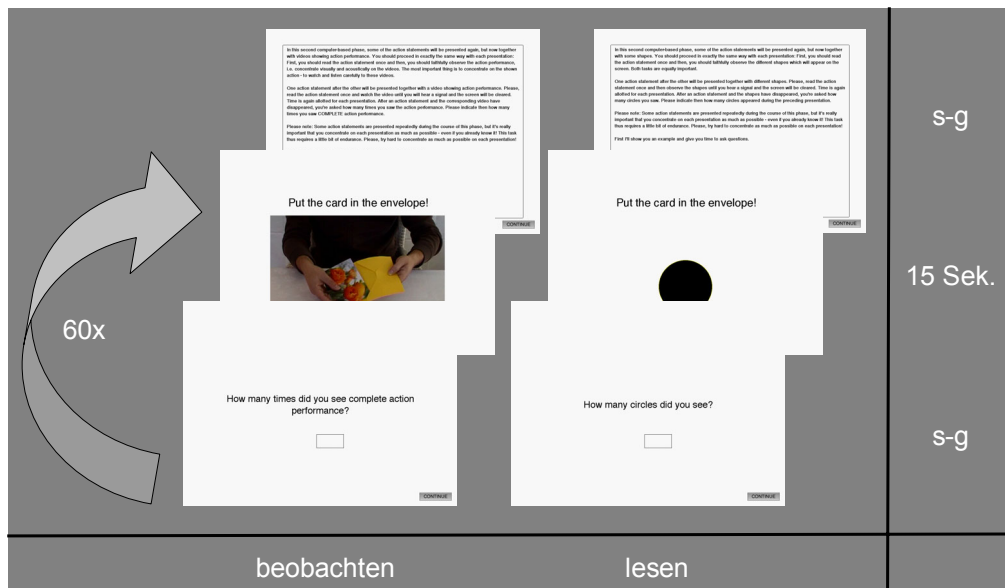 In this second computer-based phase, some of the action statements will be presented again, but now together
with videos showing action performance. You should proceed in exactly the same way with each presentation:
First, you should read the action statement once and then, you should faithfully observe the action performance,
i.e. concentrate visually and acoustically on the videos. The most important thing is to concentrate on the shown
action - to watch and listen carefully to these videos.
One action statement after the other will be presented together with a video showing action performance. Please,
read the action statement once and watch the video until you will hear a signal and the screen will be cleared.
Time is again allotted for each presentation. After an action statement and the corresponding video have
disappeared, you're asked how many times you saw the action performance. Please indicate then how many
times you saw COMPLETE action performance.
Please note: Some action statements are presented repeatedly during the course of this phase, but it's really
important that you concentrate on each presentation as much as possible - even if you already know it! This task
thus requires a little bit of endurance. Please, try hard to concentrate as much as possible on each presentation!
CONTINUE
Put the card in the envelope!
How many times did you see complete action
performance?
CONTINUE
In this second computer-based phase, some of the action statements will be presented again, but now together
with some shapes. You should proceed in exactly the same way with each presentation: First, you should read
the action statement once and then, you should faithfully observe the different shapes which will appear on the
screen. Both tasks are equally important.
One action statement after the other will be presented together with different shapes. Please, read the action
statement once and then observe the shapes until you hear a signal and the screen will be cleared. Time is again
allotted for each presentation. After an action statement and the shapes have disappeared, you're asked how
many circles you saw. Please indicate then how many circles appeared during the preceding presentation.
Please note: Some action statements are presented repeatedly during the course of this phase, but it's really
important that you concentrate on each presentation as much as possible - even if you already know it! This task
thus requires a little bit of endurance. Please, try hard to concentrate as much as possible on each presentation!
First I'll show you an example and give you time to ask questions.
CONTINUE
Put the card in the envelope!
How many circles did you see?
CONTINUE
60x
s-g
15 Sek.
s-g
beobachten
lesen